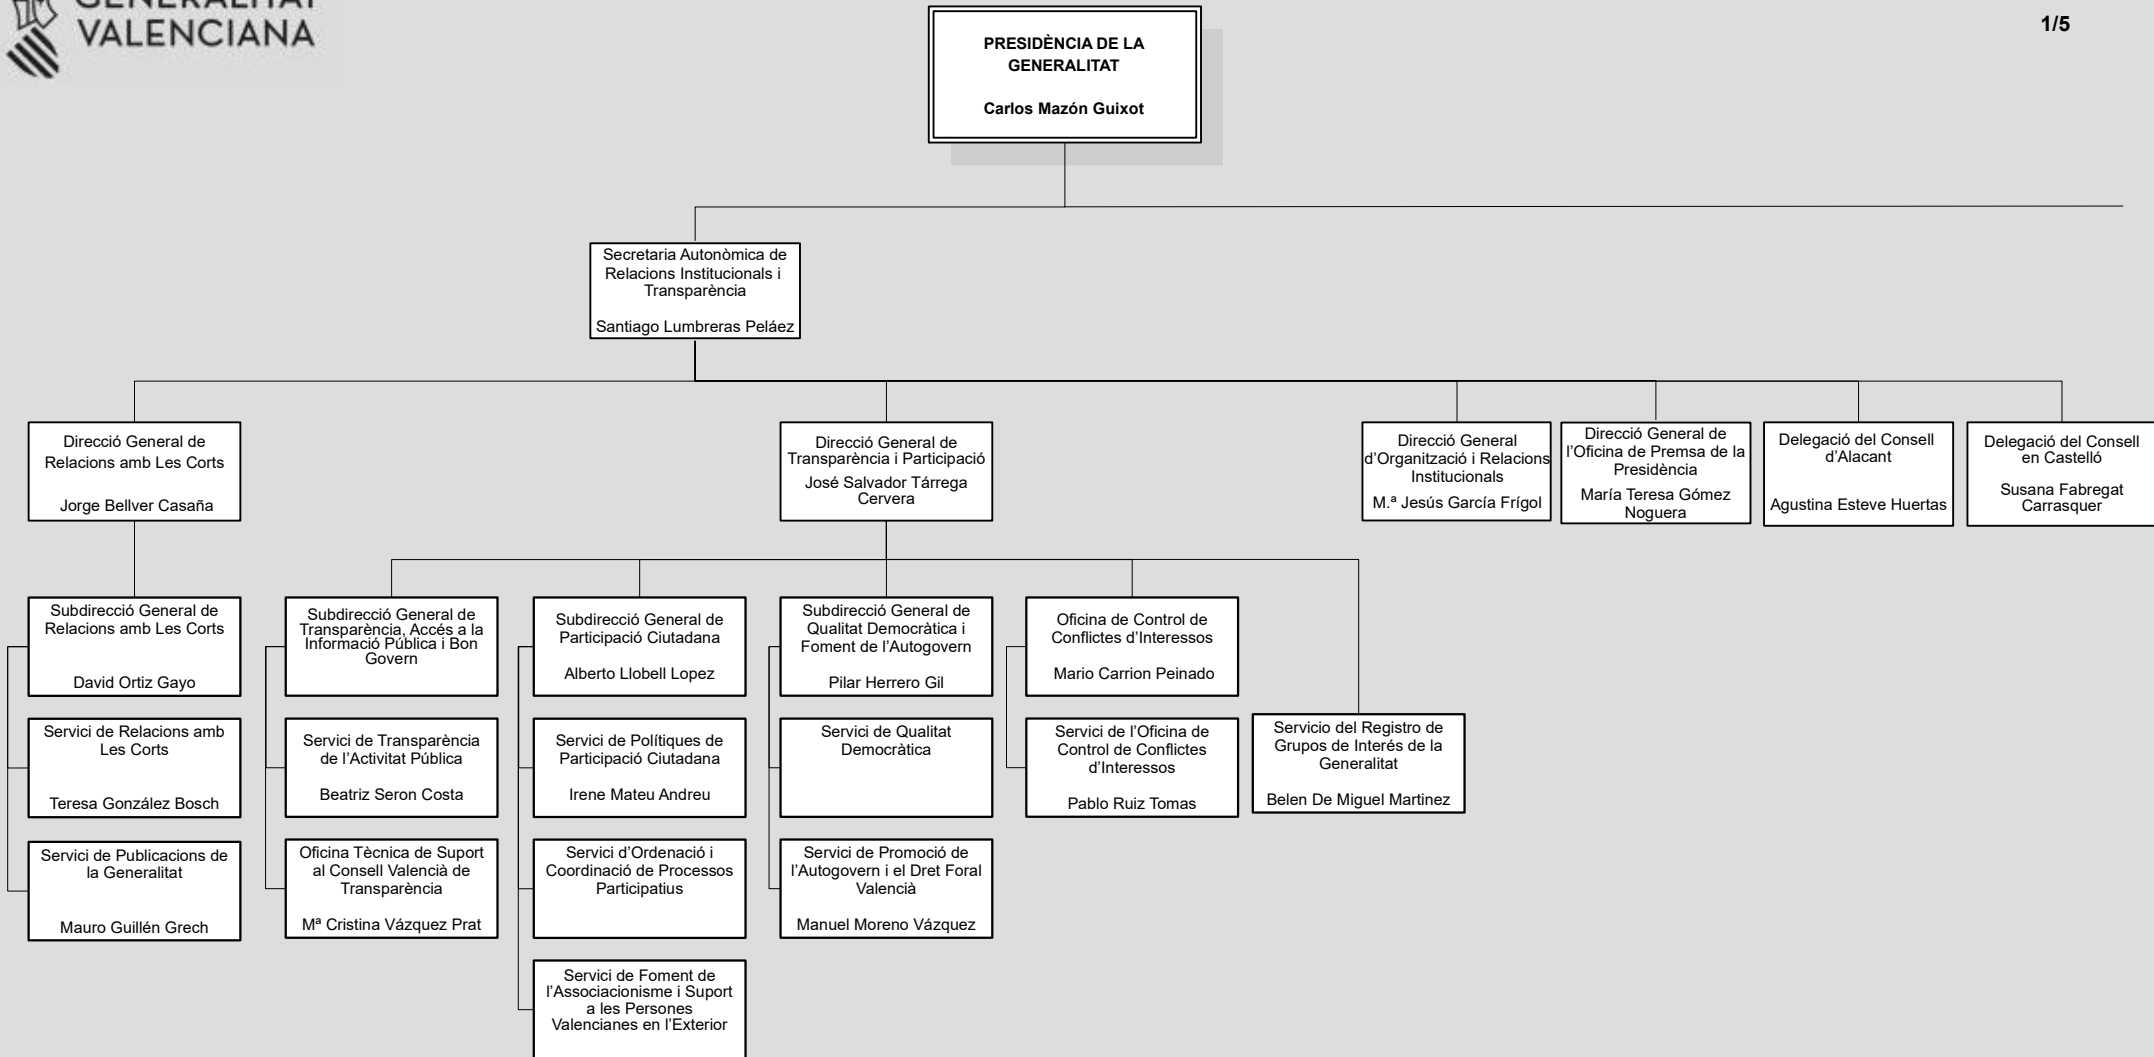 GENERALITAT
VALENCIANA
1/5
PRESIDÈNCIA DE LA
GENERALITAT
Carlos Mazón Guixot
Secretaria Autonòmica de
Relacions Institucionals i
Transparència
Santiago Lumbreras Peláez
Direcció General de
Relacions amb Les Corts
Jorge Bellver Casaña
Direcció General de
Transparència i Participació
José Salvador Tárrega
Cervera
Direcció General
d’Organització i Relacions
Institucionals
M.ª Jesús García Frígol
Direcció General de
l’Oficina de Premsa de la
Presidència
María Teresa Gómez
Noguera
Delegació del Consell
d’Alacant
Agustina Esteve Huertas
Delegació del Consell
en Castelló
Susana Fabregat
Carrasquer
Subdirecció General de
Relacions amb Les Corts
David Ortiz Gayo
Subdirecció General de
Transparència, Accés a la
Informació Pública i Bon
Govern
Subdirecció General de
Participació Ciutadana
Alberto Llobell Lopez
Subdirecció General de
Qualitat Democràtica i
Foment de l’Autogovern
Pilar Herrero Gil
Oficina de Control de
Conflictes d’Interessos
Mario Carrion Peinado
Servici de Relacions amb
Les Corts
Teresa González Bosch
Servici de Transparència
de l’Activitat Pública
Beatriz Seron Costa
Servici de Polítiques de
Participació Ciutadana
Irene Mateu Andreu
Servici de Qualitat
Democràtica
Servici de l’Oficina de
Control de Conflictes
d’Interessos
Pablo Ruiz Tomas
Servicio del Registro de
Grupos de Interés de la
Generalitat
Belen De Miguel Martinez
Servici de Publicacions de
la Generalitat
Mauro Guillén Grech
Oficina Tècnica de Suport
al Consell Valencià de
Transparència
Mª Cristina Vázquez Prat
Servici d’Ordenació i
Coordinació de Processos
Participatius
Servici de Promoció de
l’Autogovern i el Dret Foral
Valencià
Manuel Moreno Vázquez
Servici de Foment de
l’Associacionisme i Suport
a les Persones
Valencianes en l’Exterior